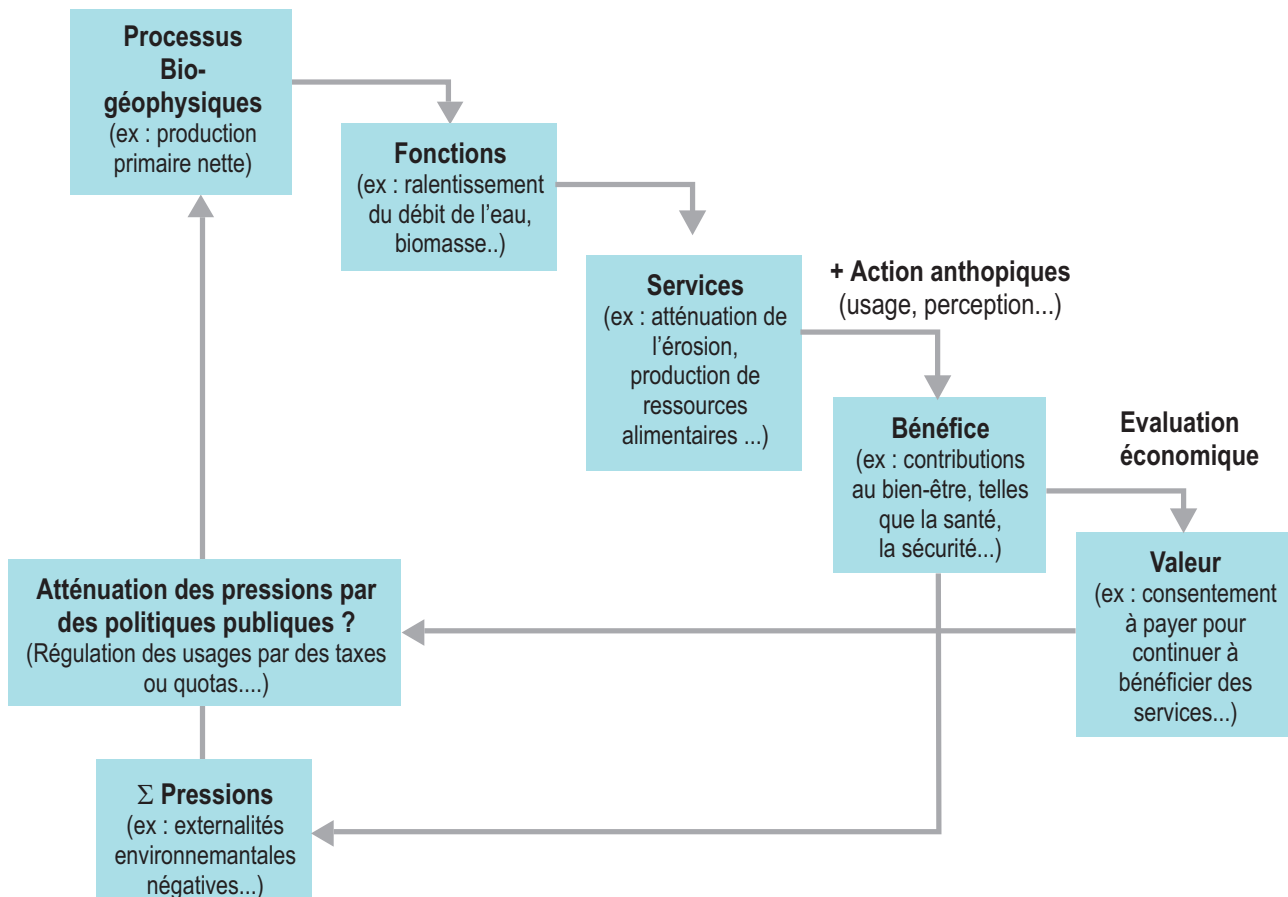 Processus
Bio-
géophysiques
(ex : production
primaire nette)
Fonctions
(ex : ralentissement
du débit de l’eau,
biomasse..)
Services
(ex : atténuation de
l’érosion,
production de
ressources
alimentaires ...)
+ Action anthopiques
(usage, perception...)
Bénéfice
(ex : contributions
au bien-être, telles
que la santé,
la sécurité...)
Evaluation
économique
Valeur
(ex : consentement
à payer pour
continuer à
bénéficier des
services...)
Atténuation des pressions par
des politiques publiques ?
(Régulation des usages par des taxes
ou quotas....)
Σ Pressions
(ex : externalités
environnemantales
négatives...)